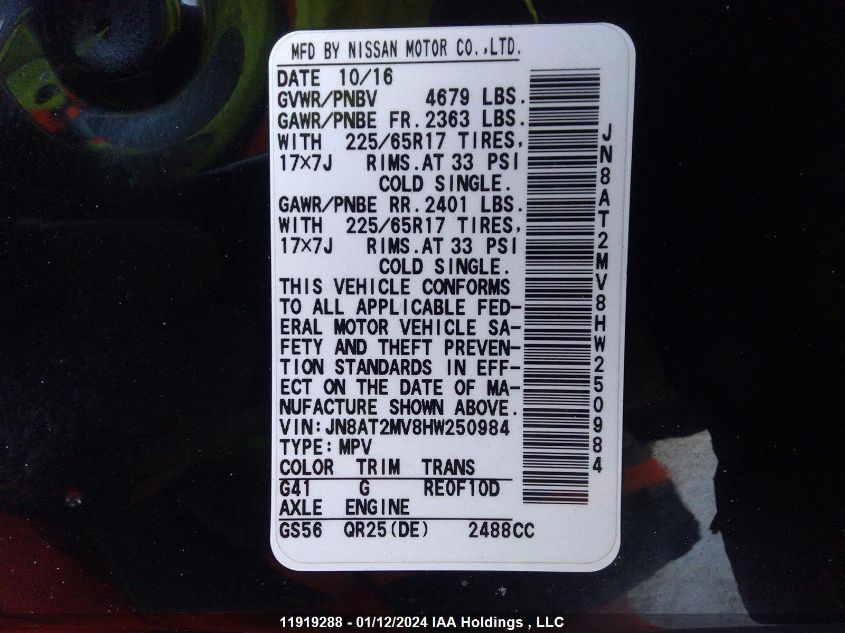 MFD BY NISSAN MOTOR CO.,LTD.
DATE 10/16
GVWR/PNBV 4679 LBS.
GAWR/PNBE FR. 2363 LBS.
WITH 225/65R17 TIRES,
17×7J RIMS. AT 33 PSI
COLD SINGLE.
GAWR/PNBE RR. 2401 LBS.
WITH 225/65R17 TIRES,
17×7J RIMS. AT 33 PSI
COLD SINGLE.
THIS VEHICLE CONFORMS
TO ALL APPLICABLE FED-
ERAL MOTOR VEHICLE SA-
FETY AND THEFT PREVEN-
TION STANDARDS IN EFF-
ECT ON THE DATE OF MA-
NUFACTURE SHOWN ABOVE.
VIN: JN8AT2MV8HW250984
TYPE: MPV
COLOR TRIM TRANS
G41 G RE0F10D
AXLE ENGINE
GS56 QR25(DE) 2488CC
JN8AT2MV8HW250984
11919288 - 01/12/2024 IAA Holdings , LLC